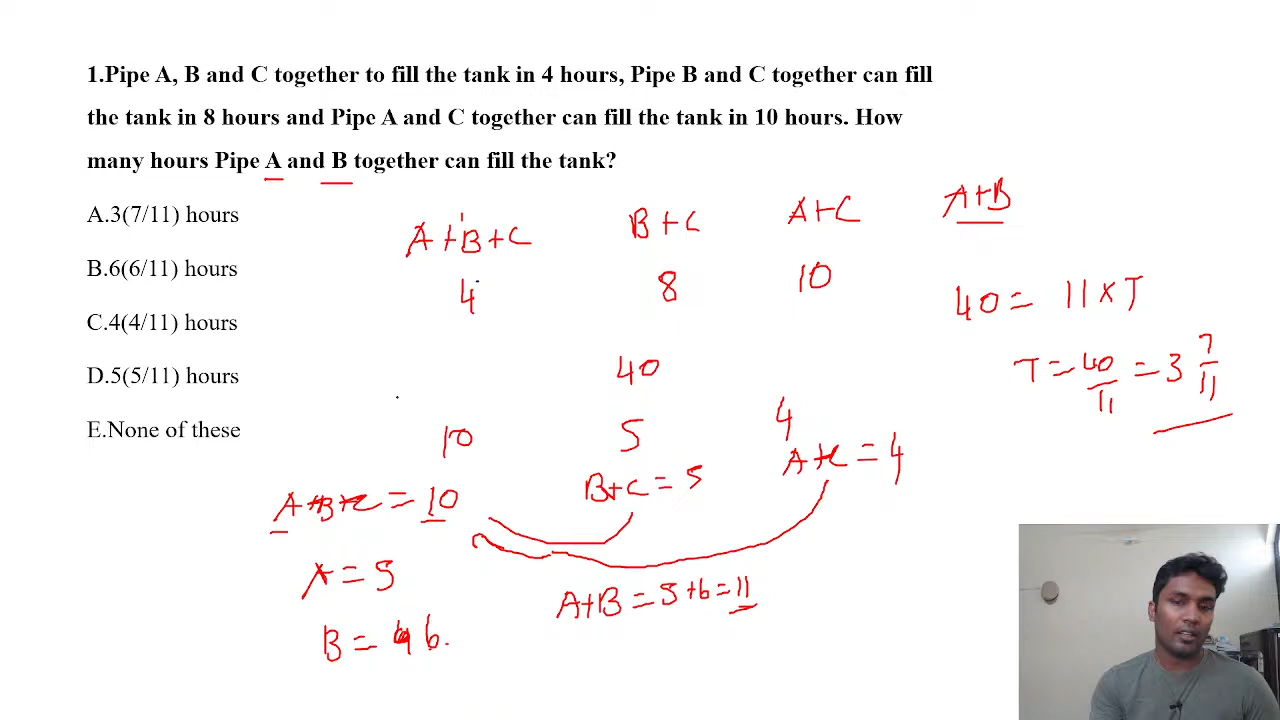 1.Pipe A, B and C together to fill the tank in 4 hours, Pipe B and C together can fill
the tank in 8 hours and Pipe A and C together can fill the tank in 10 hours. How
many hours Pipe A and B together can fill the tank?
A.3(7/11) hours
B.6(6/11) hours
C.4(4/11) hours
D.5(5/11) hours
E.None of these
A+B+C B+C A+C A+B
4 8 10
40 = 11 x T
40
T = 40/11 = 3 7/11
10 5 4
A+B+C = 10 B+C = 5 A+C = 4
A = 5
A+B = 5+6 = 11
B = 6.